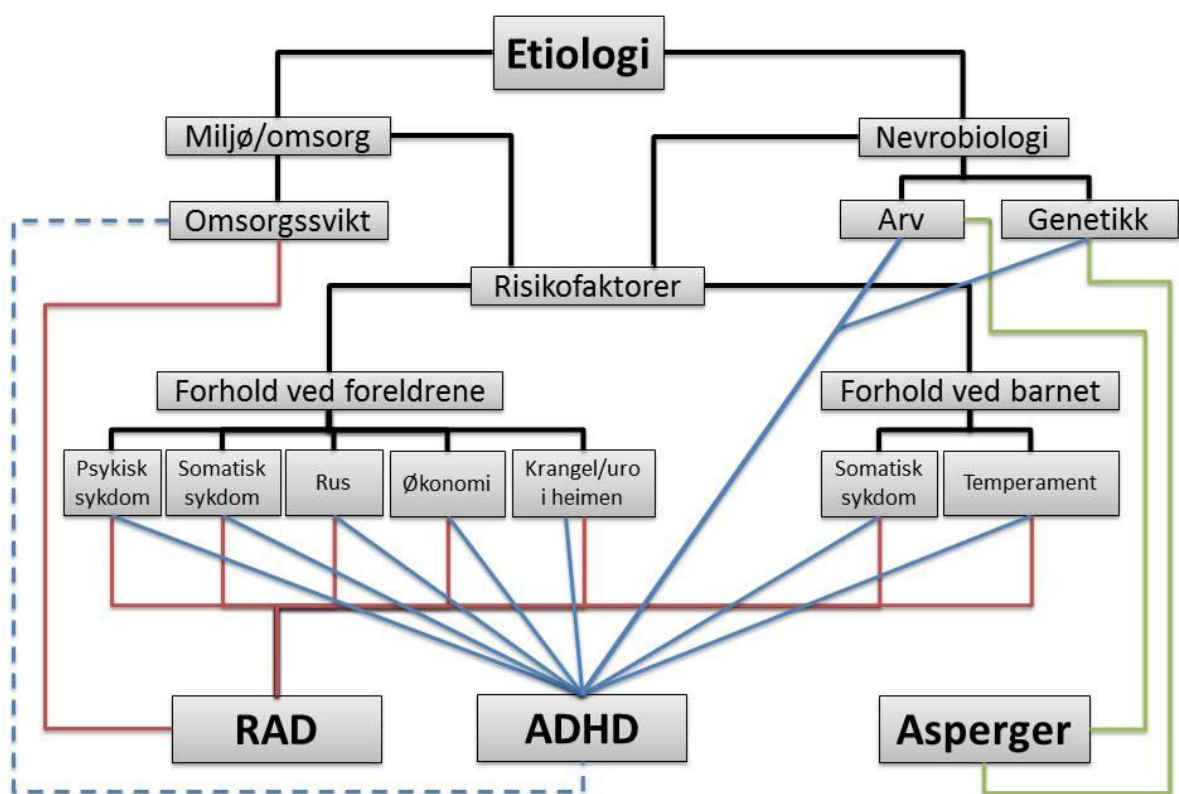 Etiologi
Miljø/omsorg
Nevrobiologi
Omsorgssvikt
Arv
Genetikk
Risikofaktorer
Forhold ved foreldrene
Forhold ved barnet
Psykisk
sykdom
Somatisk
sykdom
Rus
Økonomi
Krangel/uro
i heimen
Somatisk
sykdom
Temperament
RAD
ADHD
Asperger